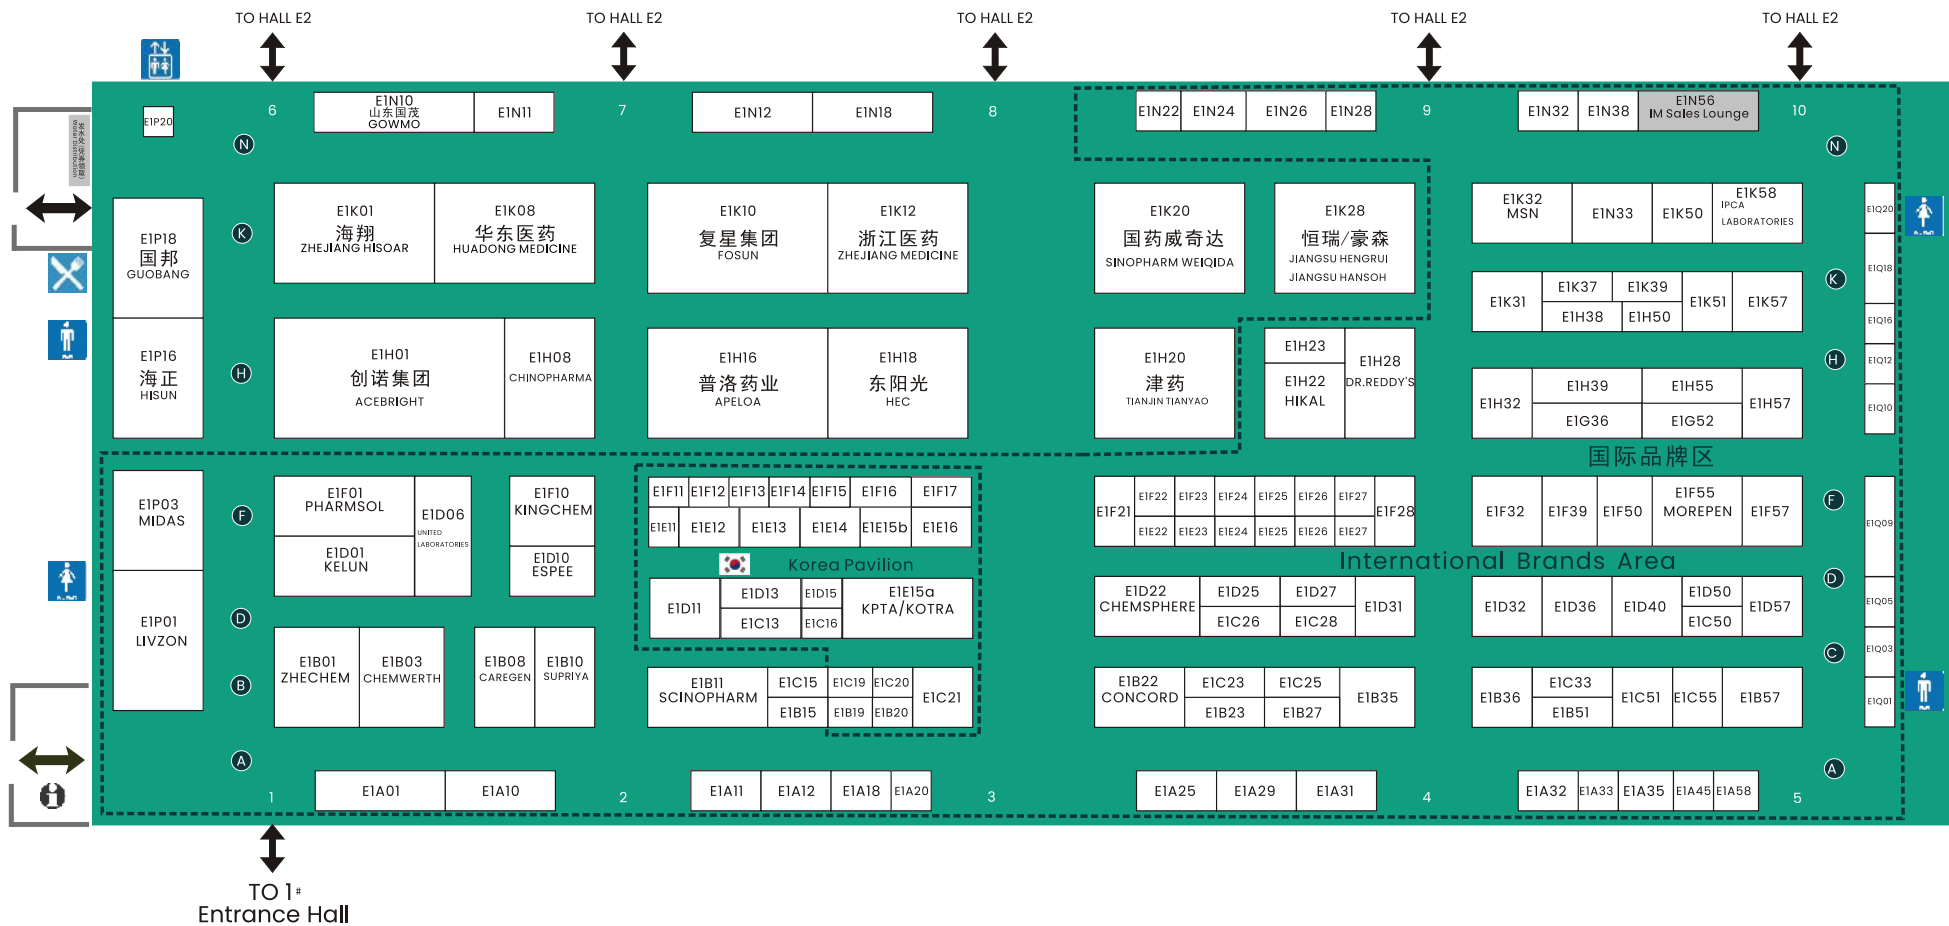 TO HALL E2
TO HALL E2
TO HALL E2
TO HALL E2
TO HALL E2
E1P20
6
E1N10
山东国茂
GOWMO
E1N11
7
E1N12
E1N18
8
E1N22
E1N24
E1N26
E1N28
9
E1N32
E1N38
E1N56
IM Sales Lounge
10
N
N
Water Distribution
E1P18
国邦
GUOBANG
K
E1K01
海翔
ZHEJIANG HISOAR
E1K08
华东医药
HUADONG MEDICINE
E1K10
复星集团
FOSUN
E1K12
浙江医药
ZHEJIANG MEDICINE
E1K20
国药威奇达
SINOPHARM WEIQIDA
E1K28
恒瑞/豪森
JIANGSU HENGRUI
JIANGSU HANSOH
E1K32
MSN
E1N33
E1K50
E1K58
IPCA
LABORATORIES
E1Q20
E1Q18
K
E1K31
E1K37
E1K39
E1H38
E1H50
E1K51
E1K57
E1Q16
E1P16
海正
HISUN
H
E1H01
创诺集团
ACEBRIGHT
E1H08
CHINOPHARMA
E1H16
普洛药业
APELOA
E1H18
东阳光
HEC
E1H20
津药
TIANJIN TIANYAO
E1H23
E1H22
HIKAL
E1H28
DR.REDDY'S
H
E1Q12
E1H32
E1H39
E1H55
E1G36
E1G52
E1H57
E1Q10
国际品牌区
E1P03
MIDAS
F
E1F01
PHARMSOL
E1D01
KELUN
E1D06
UNITED
LABORATORIES
E1F10
KINGCHEM
E1D10
ESPEE
E1F11
E1F12
E1F13
E1F14
E1F15
E1F16
E1F17
E1E11
E1E12
E1E13
E1E14
E1E15b
E1E16
Korea Pavilion
E1F21
E1F22
E1F23
E1F24
E1F25
E1F26
E1F27
E1F28
E1E22
E1E23
E1E24
E1E25
E1E26
E1E27
International Brands Area
E1F32
E1F39
E1F50
E1F55
MOREPEN
E1F57
F
E1Q09
E1P01
LIVZON
D
E1D11
E1D13
E1D15
E1C13
E1C16
E1E15a
KPTA/KOTRA
E1D22
CHEMSPHERE
E1D25
E1D27
E1C26
E1C28
E1D31
E1D32
E1D36
E1D40
E1D50
E1C50
E1D57
D
E1Q05
C
E1Q03
B
E1B01
ZHECHEM
E1B03
CHEMWERTH
E1B08
CAREGEN
E1B10
SUPRIYA
E1B11
SCINOPHARM
E1C15
E1C19
E1C20
E1B15
E1B19
E1B20
E1C21
E1B22
CONCORD
E1C23
E1C25
E1B23
E1B27
E1B35
E1B36
E1C33
E1B51
E1C51
E1C55
E1B57
E1Q01
A
A
1
E1A01
E1A10
2
E1A11
E1A12
E1A18
E1A20
3
E1A25
E1A29
E1A31
4
E1A32
E1A33
E1A35
E1A45
E1A58
5
TO 1#
Entrance Hall